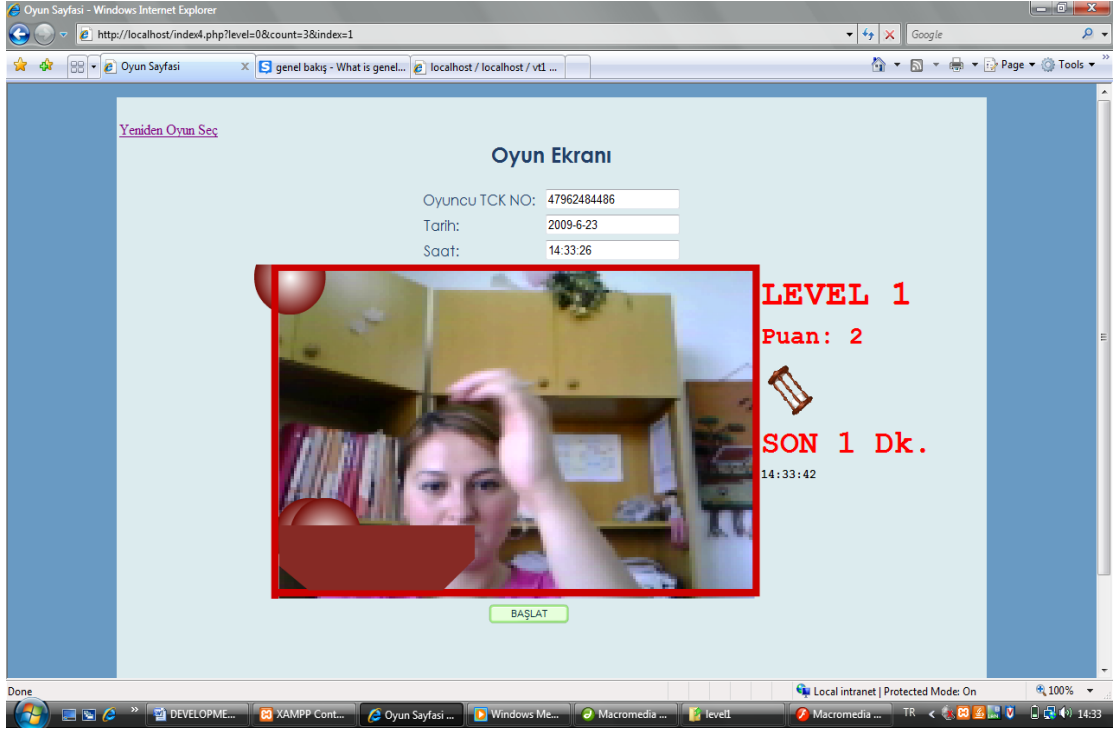 Oyun Sayfasi - Windows Internet Explorer
http://localhost/index4.php?level=0&count=3&index=1
Google
Oyun Sayfasi
genel bakış - What is genel...
localhost / localhost / vt1 ...
Page
Tools
Yeniden Oyun Seç
Oyun Ekranı
Oyuncu TCK NO: 47962484486
Tarih: 2009-6-23
Saat: 14:33:26
LEVEL 1
Puan: 2
SON 1 Dk.
14:33:42
BAŞLAT
Done
Local intranet | Protected Mode: On
100%
DEVELOPME...
XAMPP Cont...
Oyun Sayfasi ...
Windows Me...
Macromedia ...
level1
Macromedia ...
TR
14:33